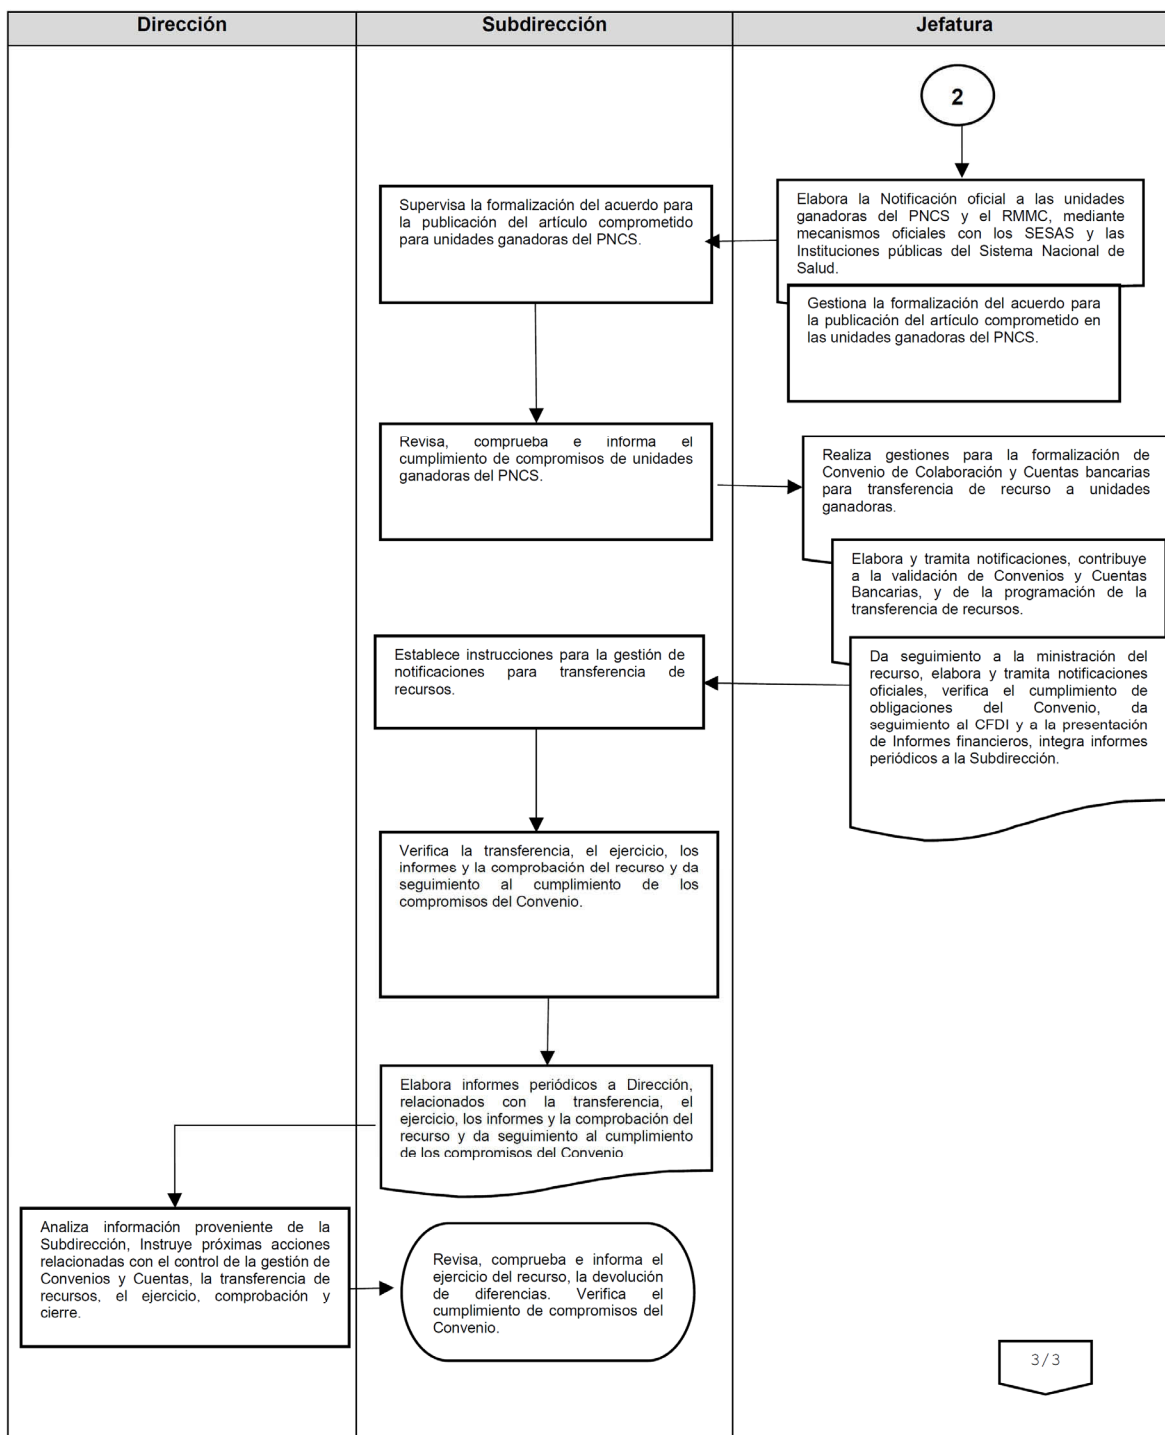 Dirección
Subdirección
Jefatura
2
Elabora la Notificación oficial a las unidades
ganadoras del PNCS y el RMMC, mediante
mecanismos oficiales con los SESAS y las
Instituciones públicas del Sistema Nacional de
Salud.
Supervisa la formalización del acuerdo para
la publicación del artículo comprometido
para unidades ganadoras del PNCS.
Gestiona la formalización del acuerdo para
la publicación del artículo comprometido en
las unidades ganadoras del PNCS.
Revisa, comprueba e informa el
cumplimiento de compromisos de unidades
ganadoras del PNCS.
Realiza gestiones para la formalización de
Convenio de Colaboración y Cuentas bancarias
para transferencia de recurso a unidades
ganadoras.
Elabora y tramita notificaciones, contribuye
a la validación de Convenios y Cuentas
Bancarias, y de la programación de la
transferencia de recursos.
Da seguimiento a la ministración del
recurso, elabora y tramita notificaciones
oficiales, verifica el cumplimiento de
obligaciones del Convenio, da
seguimiento al CFDI y a la presentación
de Informes financieros, integra informes
periódicos a la Subdirección.
Establece instrucciones para la gestión de
notificaciones para transferencia de
recursos.
Verifica la transferencia, el ejercicio, los
informes y la comprobación del recurso y da
seguimiento al cumplimiento de los
compromisos del Convenio.
Elabora informes periódicos a Dirección,
relacionados con la transferencia, el
ejercicio, los informes y la comprobación del
recurso y da seguimiento al cumplimiento
de los compromisos del Convenio
Analiza información proveniente de la
Subdirección, Instruye próximas acciones
relacionadas con el control de la gestión de
Convenios y Cuentas, la transferencia de
recursos, el ejercicio, comprobación y
cierre.
Revisa, comprueba e informa el
ejercicio del recurso, la devolución
de diferencias. Verifica el
cumplimiento de compromisos del
Convenio.
3/3